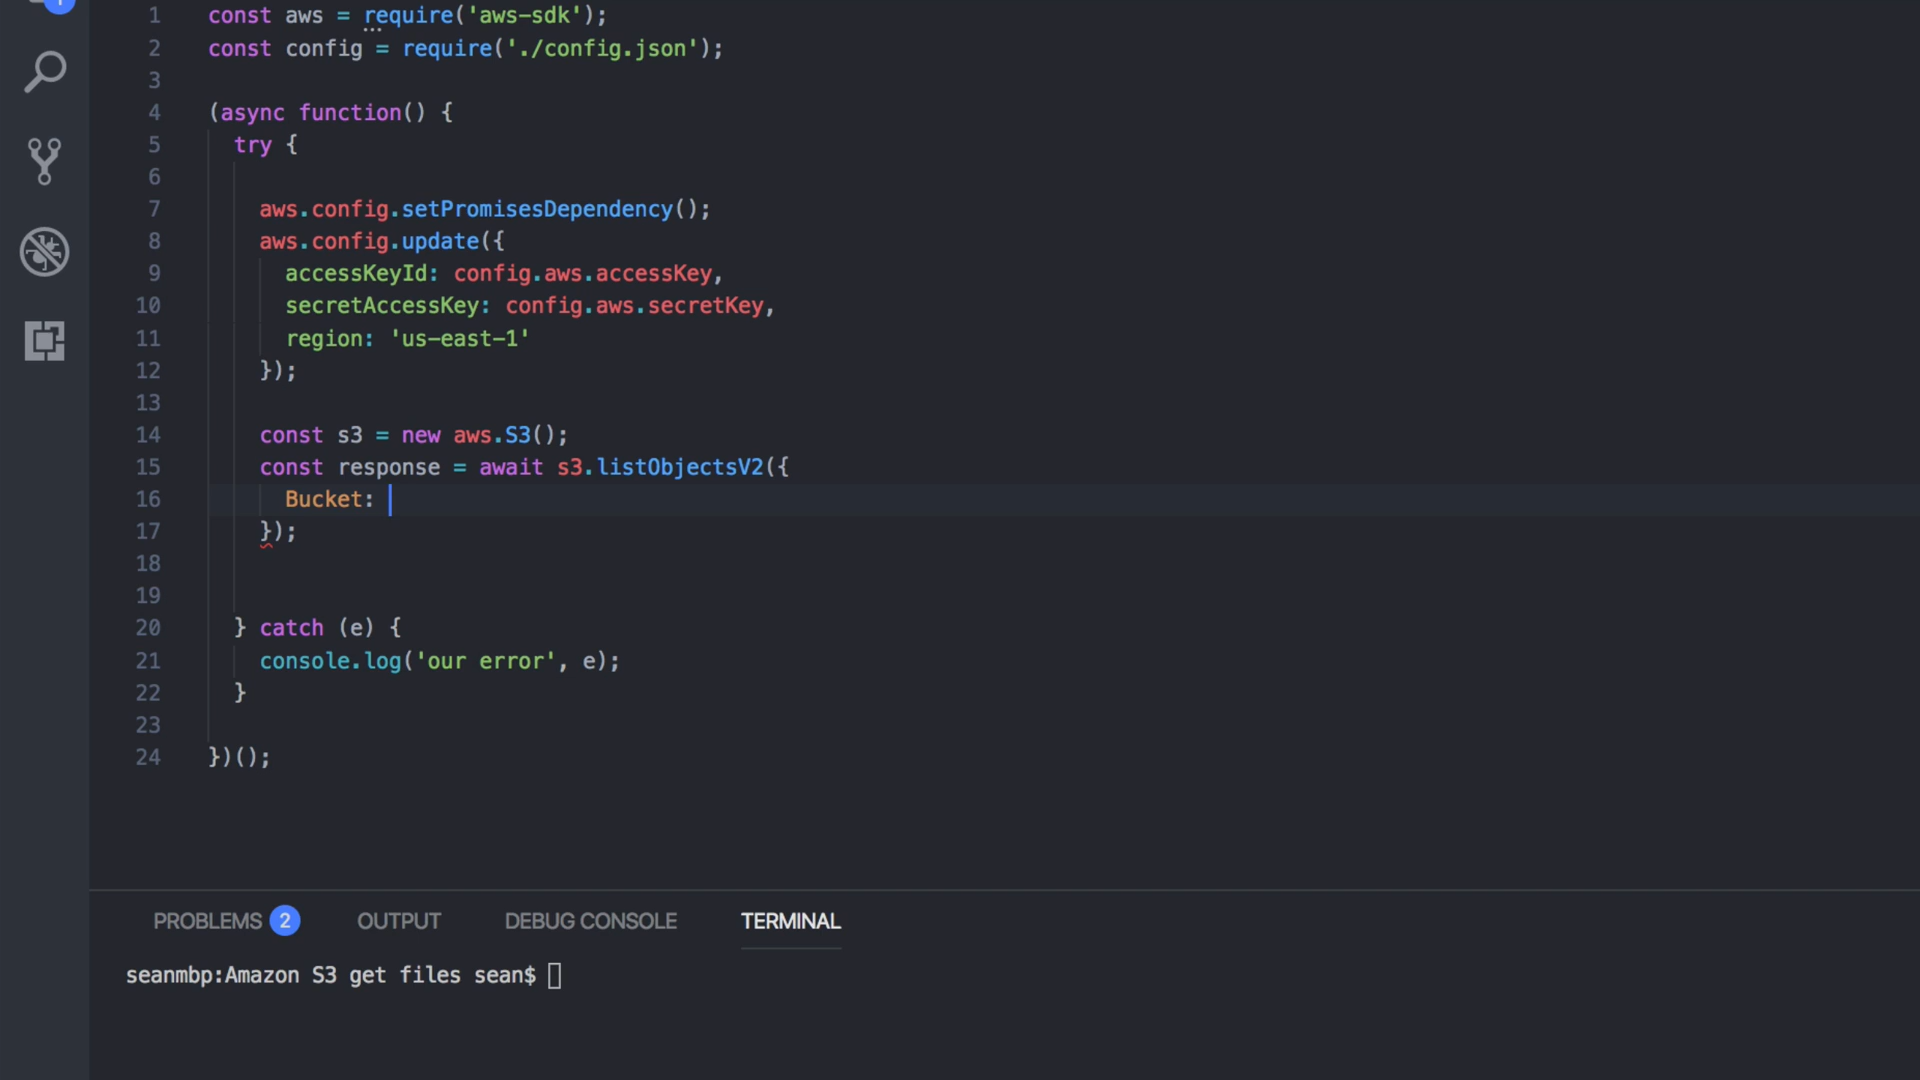 1 const aws = require('aws-sdk');
2 const config = require('./config.json');
3
4 (async function() {
5 try {
6
7 aws.config.setPromisesDependency();
8 aws.config.update({
9 accessKeyId: config.aws.accessKey,
10 secretAccessKey: config.aws.secretKey,
11 region: 'us-east-1'
12 });
13
14 const s3 = new aws.S3();
15 const response = await s3.listObjectsV2({
16 Bucket:
17 });
18
19
20 } catch (e) {
21 console.log('our error', e);
22 }
23
24 })();
PROBLEMS 2 OUTPUT DEBUG CONSOLE TERMINAL
seanmbp:Amazon S3 get files sean$